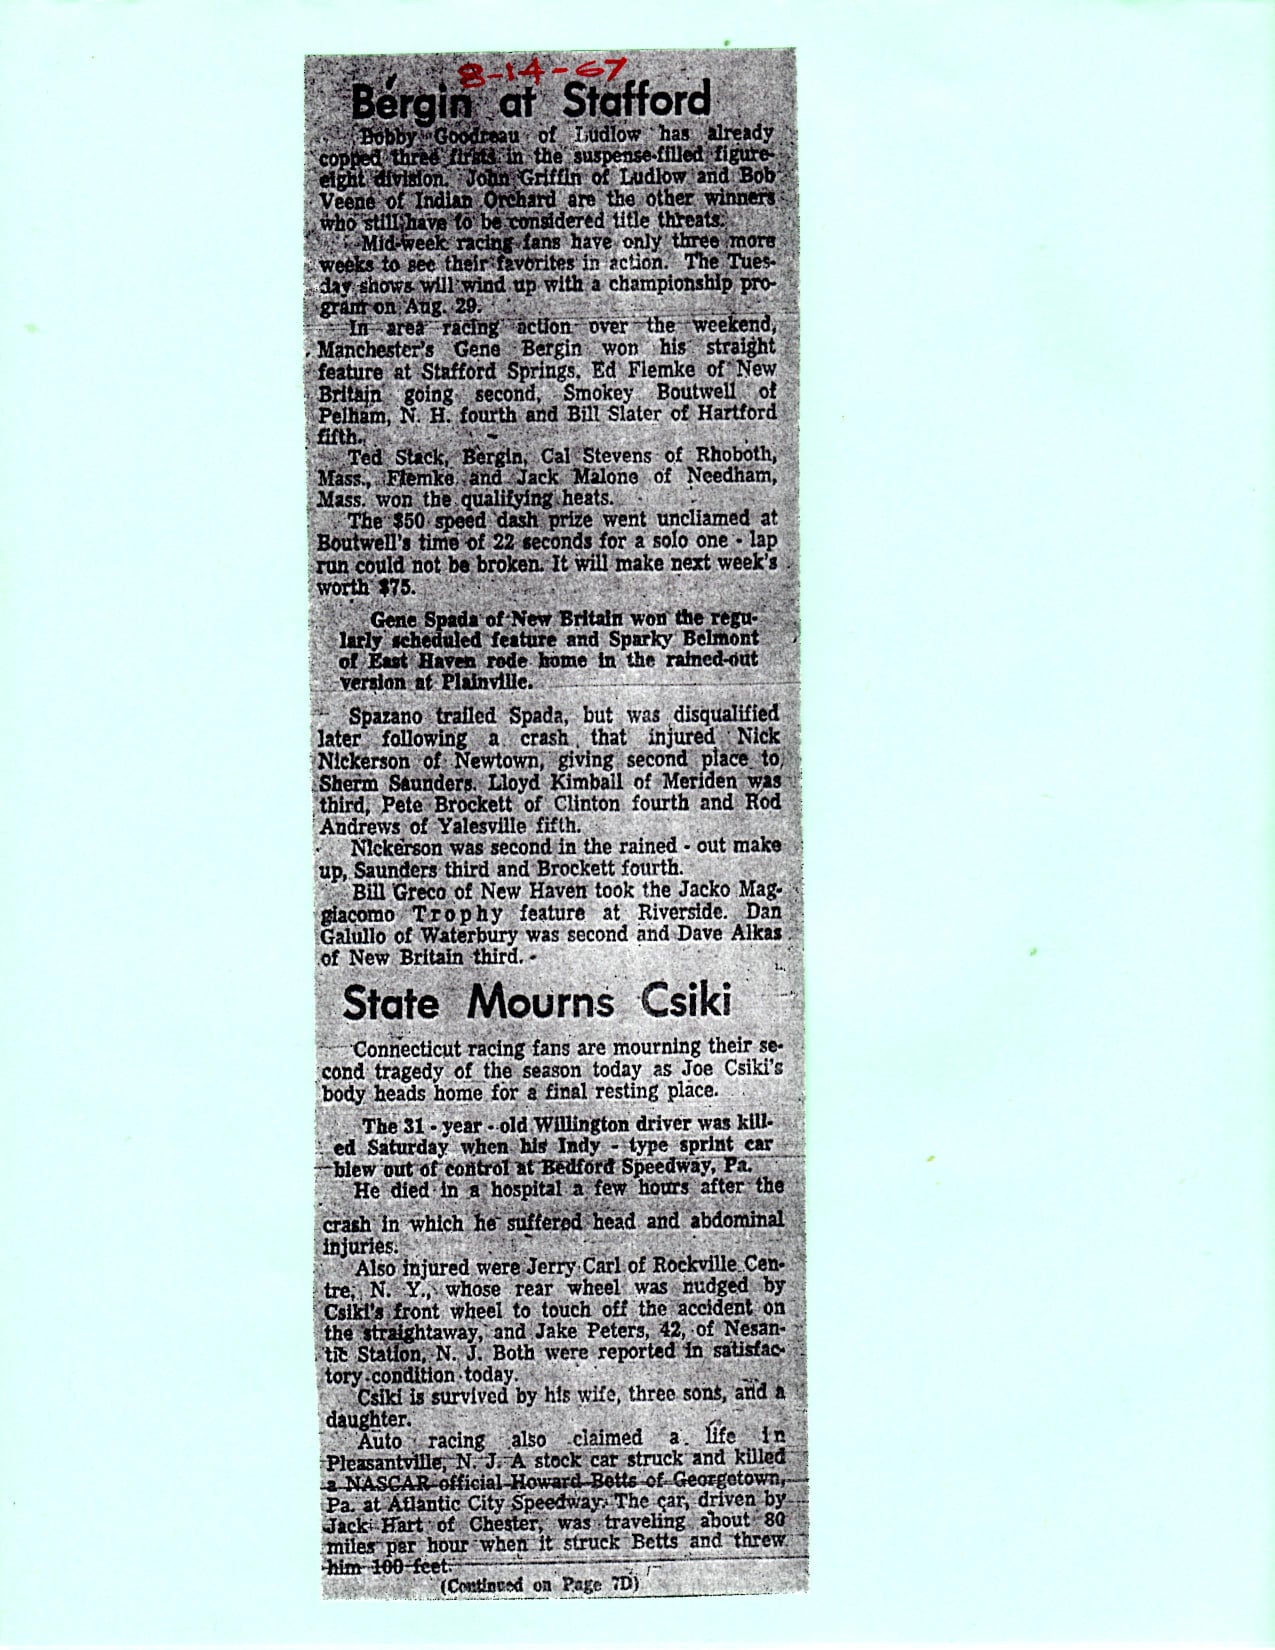 8-14-67
Bergin at Stafford
Bobby Goodreau of Ludlow has already
copped three firsts in the suspense-filled figure-
eight division. John Griffin of Ludlow and Bob
Veene of Indian Orchard are the other winners
who still have to be considered title threats.
Mid-week racing fans have only three more
weeks to see their favorites in action. The Tues-
day shows will wind up with a championship pro-
gram on Aug. 29.
In area racing action over the weekend,
Manchester's Gene Bergin won his straight
feature at Stafford Springs. Ed Flemke of New
Britain going second, Smokey Boutwell of
Pelham, N. H. fourth and Bill Slater of Hartford
fifth.
Ted Stack, Bergin, Cal Stevens of Rhoboth,
Mass., Flemke and Jack Malone of Needham,
Mass. won the qualifying heats.
The $50 speed dash prize went uncliamed at
Boutwell's time of 22 seconds for a solo one - lap
run could not be broken. It will make next week's
worth $75.
Gene Spada of New Britain won the regu-
larly scheduled feature and Sparky Belmont
of East Haven rode home in the rained-out
version at Plainville.
Spazano trailed Spada, but was disqualified
later following a crash that injured Nick
Nickerson of Newtown, giving second place to
Sherm Saunders. Lloyd Kimball of Meriden was
third, Pete Brockett of Clinton fourth and Rod
Andrews of Yalesville fifth.
Nickerson was second in the rained - out make
up, Saunders third and Brockett fourth.
Bill Greco of New Haven took the Jacko Mag-
giacomo Trophy feature at Riverside. Dan
Galullo of Waterbury was second and Dave Alkas
of New Britain third.
State Mourns Csiki
Connecticut racing fans are mourning their se-
cond tragedy of the season today as Joe Csiki's
body heads home for a final resting place.
The 31 - year - old Willington driver was kill-
ed Saturday when his Indy - type sprint car
blew out of control at Bedford Speedway, Pa.
He died in a hospital a few hours after the
crash in which he suffered head and abdominal
injuries.
Also injured were Jerry Carl of Rockville Cen-
tre, N. Y., whose rear wheel was nudged by
Csiki's front wheel to touch off the accident on
the straightaway, and Jake Peters, 42, of Nesan-
tic Station, N. J. Both were reported in satisfac-
tory condition today.
Csiki is survived by his wife, three sons, and a
daughter.
Auto racing also claimed a life in
Pleasantville, N. J. A stock car struck and killed
a NASCAR official Howard Betts of Georgetown,
Pa. at Atlantic City Speedway. The car, driven by
Jack Hart of Chester, was traveling about 80
miles per hour when it struck Betts and threw
him 100 feet.
(Continued on Page 7D)